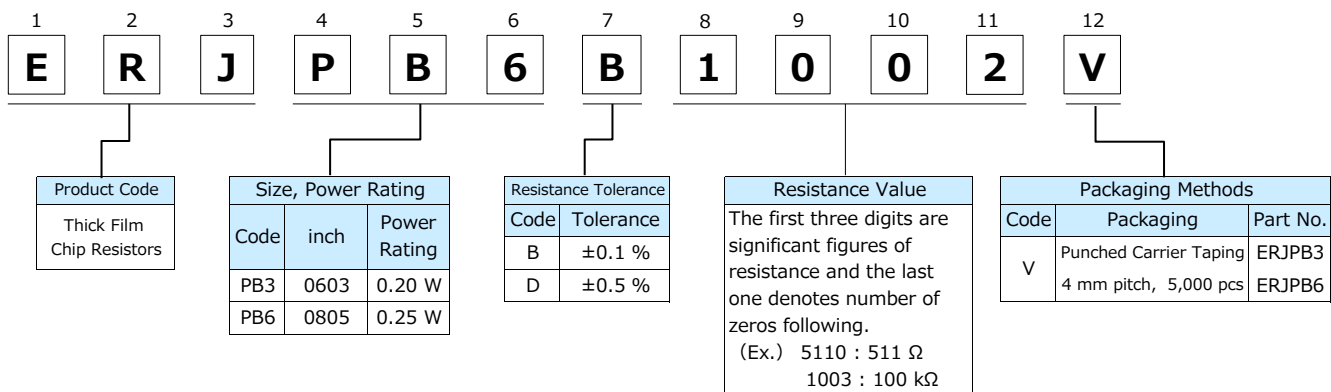 1 2 3 4 5 6 7 8 9 10 11 12
E R J P B 6 B 1 0 0 2 V
Product Code
Thick Film
Chip Resistors
Size, Power Rating
Code inch Power Rating
PB3 0603 0.20 W
PB6 0805 0.25 W
Resistance Tolerance
Code Tolerance
B ±0.1 %
D ±0.5 %
Resistance Value
The first three digits are
significant figures of
resistance and the last
one denotes number of
zeros following.
(Ex.) 5110 : 511 Ω
1003 : 100 kΩ
Packaging Methods
Code Packaging Part No.
V Punched Carrier Taping ERJPB3
4 mm pitch, 5,000 pcs ERJPB6